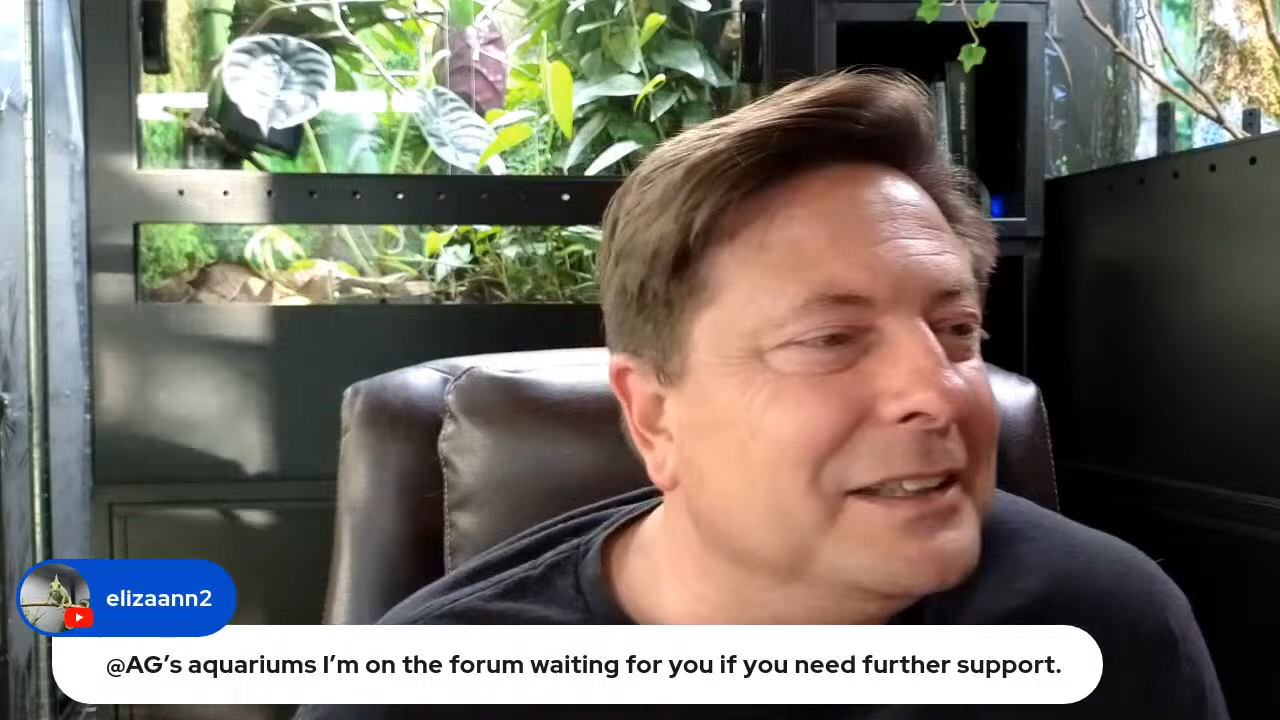 elizaann2
@AG’s aquariums I’m on the forum waiting for you if you need further support.